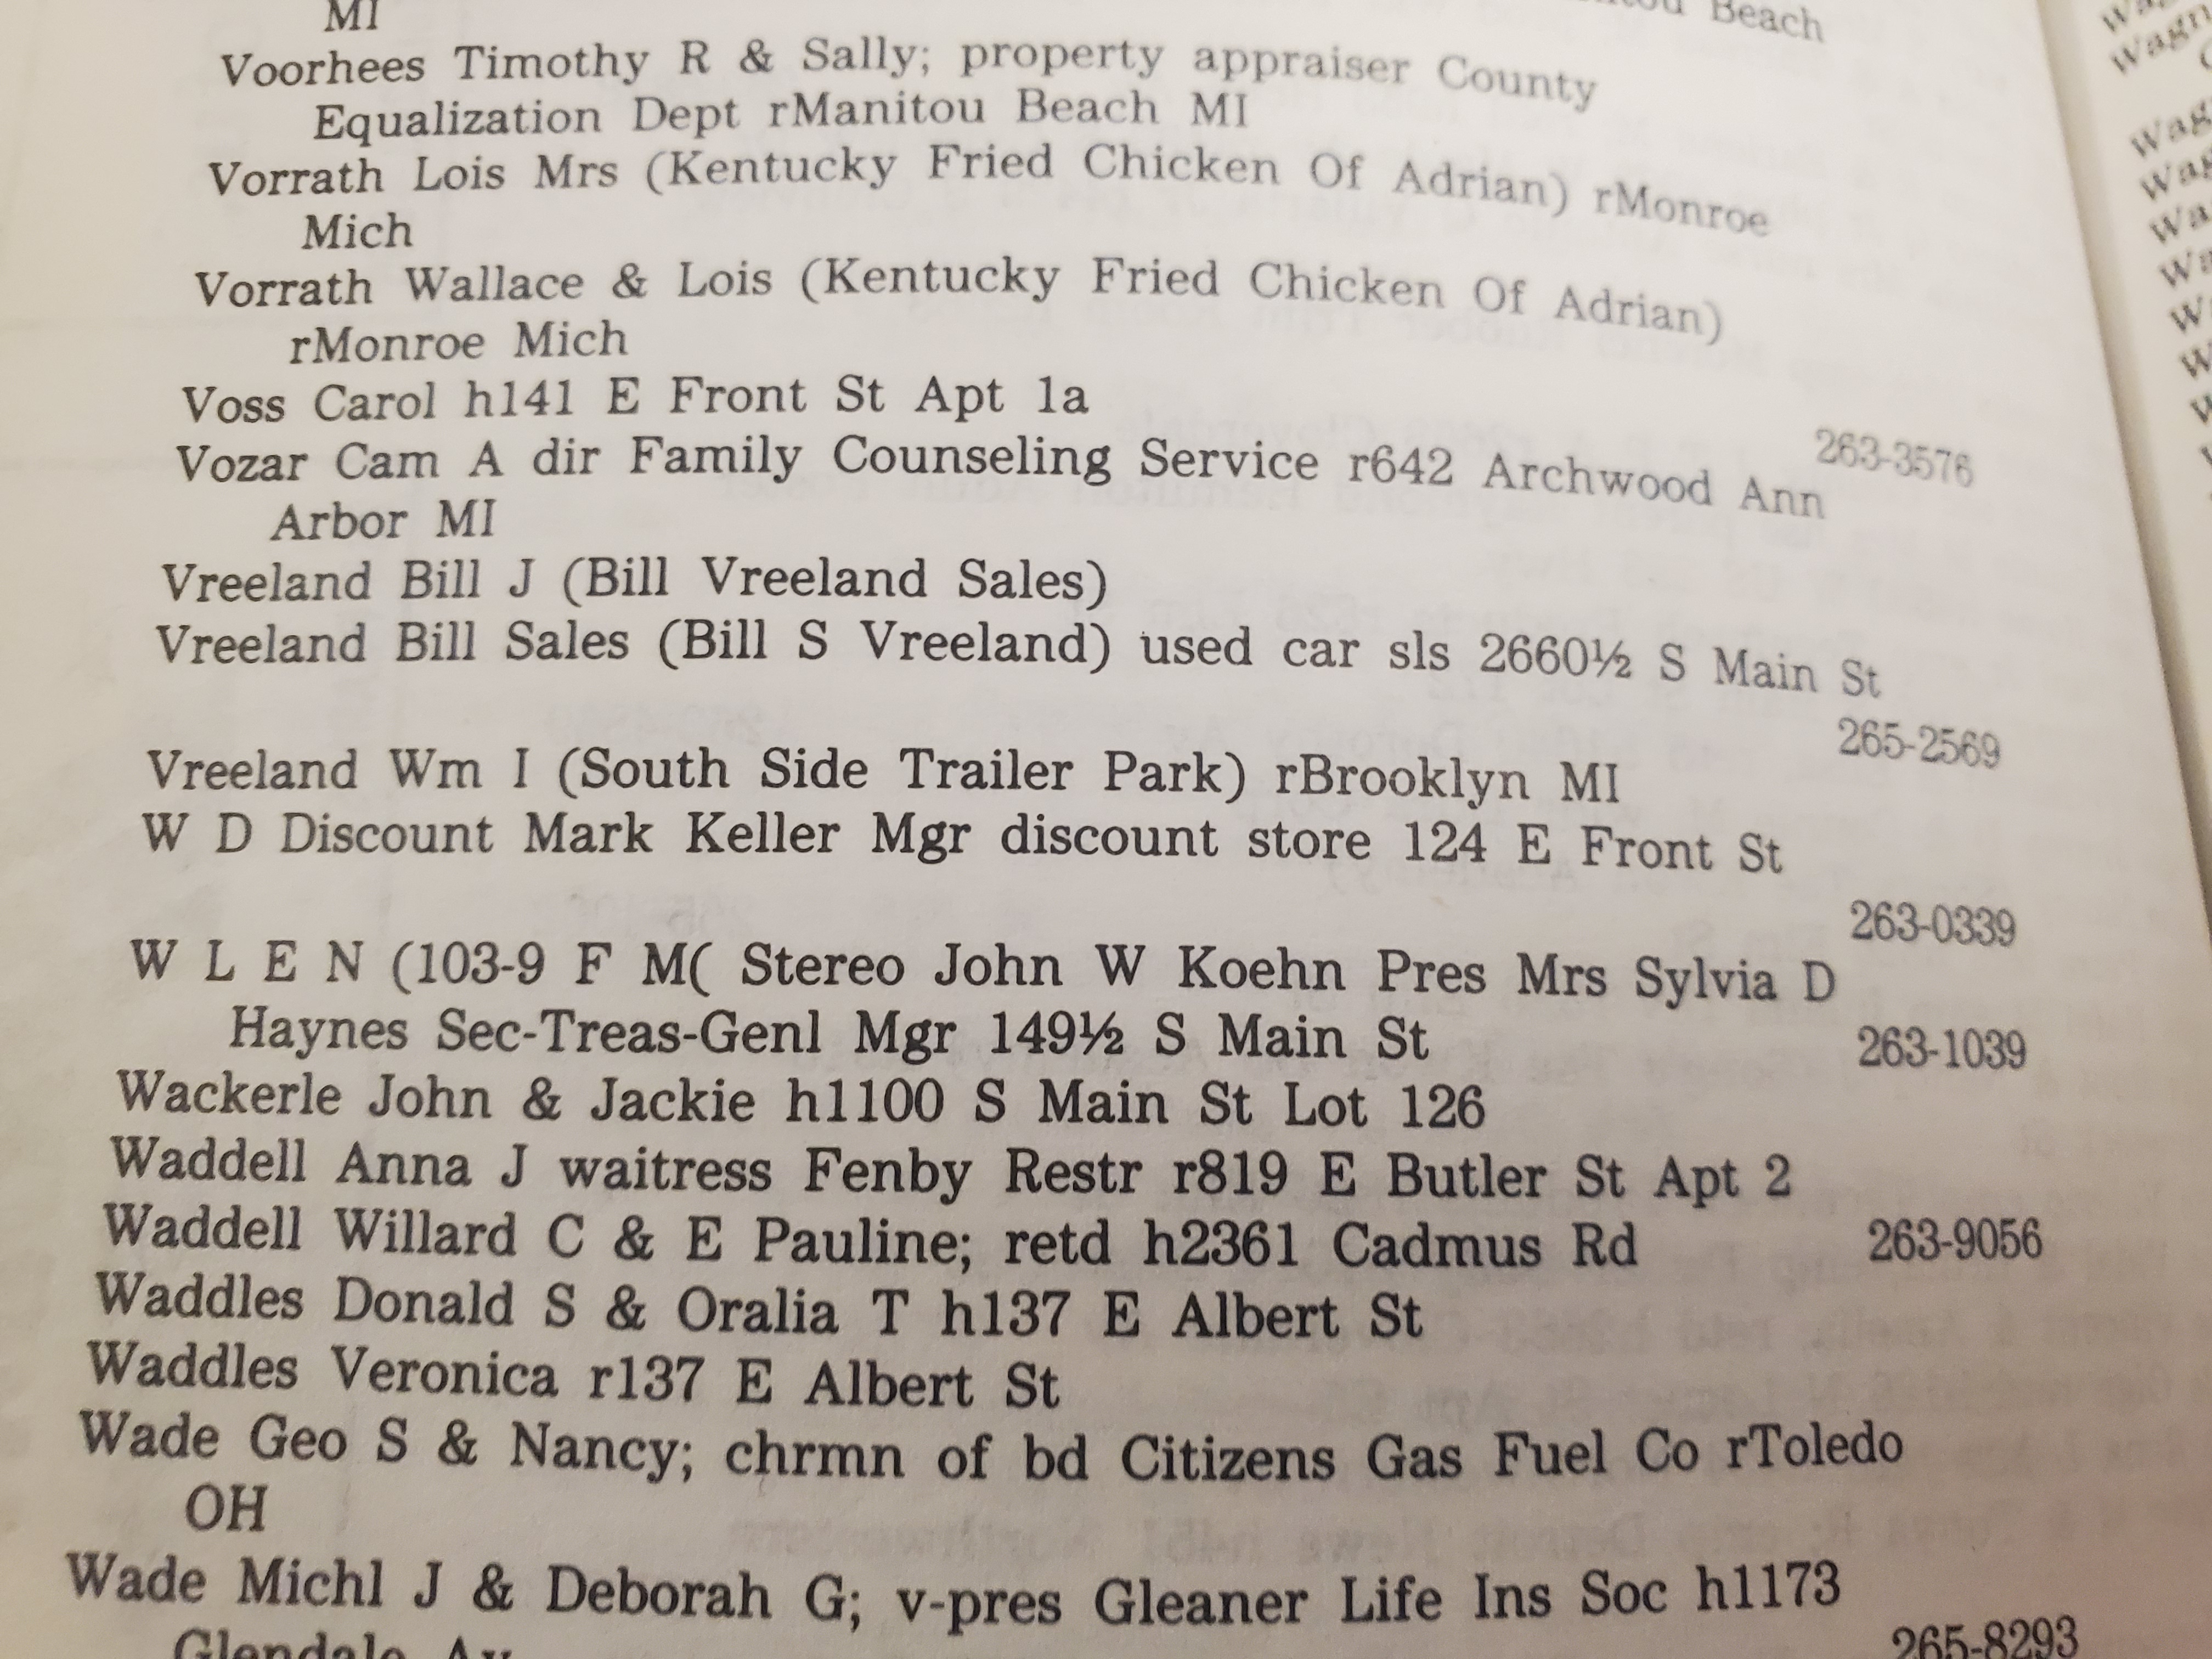 Beach
MI
Voorhees Timothy R & Sally; property appraiser County
Equalization Dept rManitou Beach MI
Vorrath Lois Mrs (Kentucky Fried Chicken Of Adrian) rMonroe
Mich
Vorrath Wallace & Lois (Kentucky Fried Chicken Of Adrian)
rMonroe Mich
Voss Carol h141 E Front St Apt 1a
263-3576
Vozar Cam A dir Family Counseling Service r642 Archwood Ann
Arbor MI
Vreeland Bill J (Bill Vreeland Sales)
Vreeland Bill Sales (Bill S Vreeland) used car sls 2660½ S Main St
265-2569
Vreeland Wm I (South Side Trailer Park) rBrooklyn MI
W D Discount Mark Keller Mgr discount store 124 E Front St
263-0339
W L E N (103-9 F M( Stereo John W Koehn Pres Mrs Sylvia D
Haynes Sec-Treas-Genl Mgr 149½ S Main St 263-1039
Wackerle John & Jackie h1100 S Main St Lot 126
Waddell Anna J waitress Fenby Restr r819 E Butler St Apt 2
Waddell Willard C & E Pauline; retd h2361 Cadmus Rd 263-9056
Waddles Donald S & Oralia T h137 E Albert St
Waddles Veronica r137 E Albert St
Wade Geo S & Nancy; chrmn of bd Citizens Gas Fuel Co rToledo
OH
Wade Michl J & Deborah G; v-pres Gleaner Life Ins Soc h1173
Glendale Av 265-8293